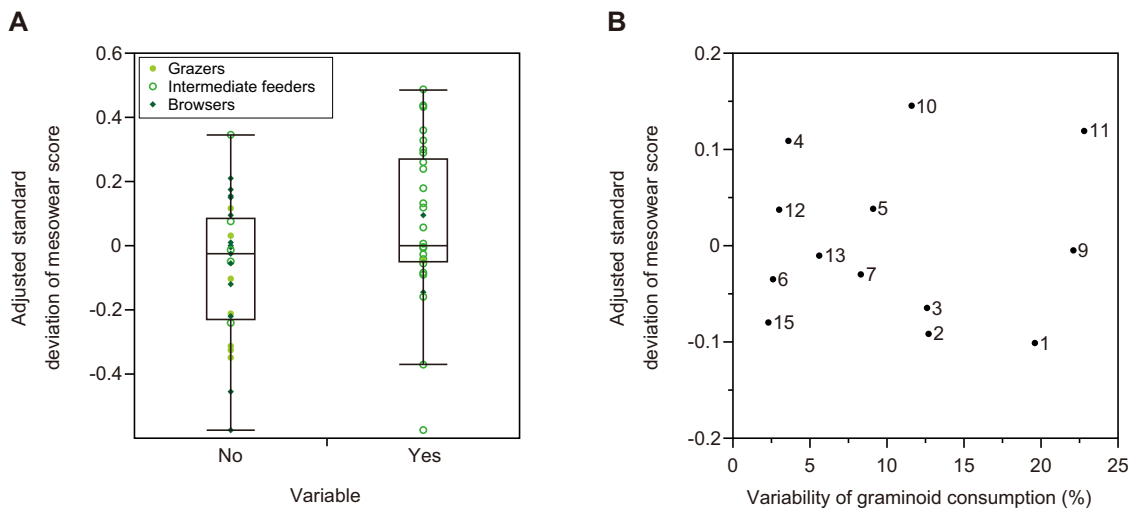 A
Adjusted standard
deviation of mesowear score
0.6
0.4
0.2
0
-0.2
-0.4
Grazers
Intermediate feeders
Browsers
No
Yes
Variable
B
Adjusted standard
deviation of mesowear score
0.2
0.1
0
-0.1
-0.2
10
11
4
12
5
9
13
6
7
3
15
2
1
0
5
10
15
20
25
Variability of graminoid consumption (%)